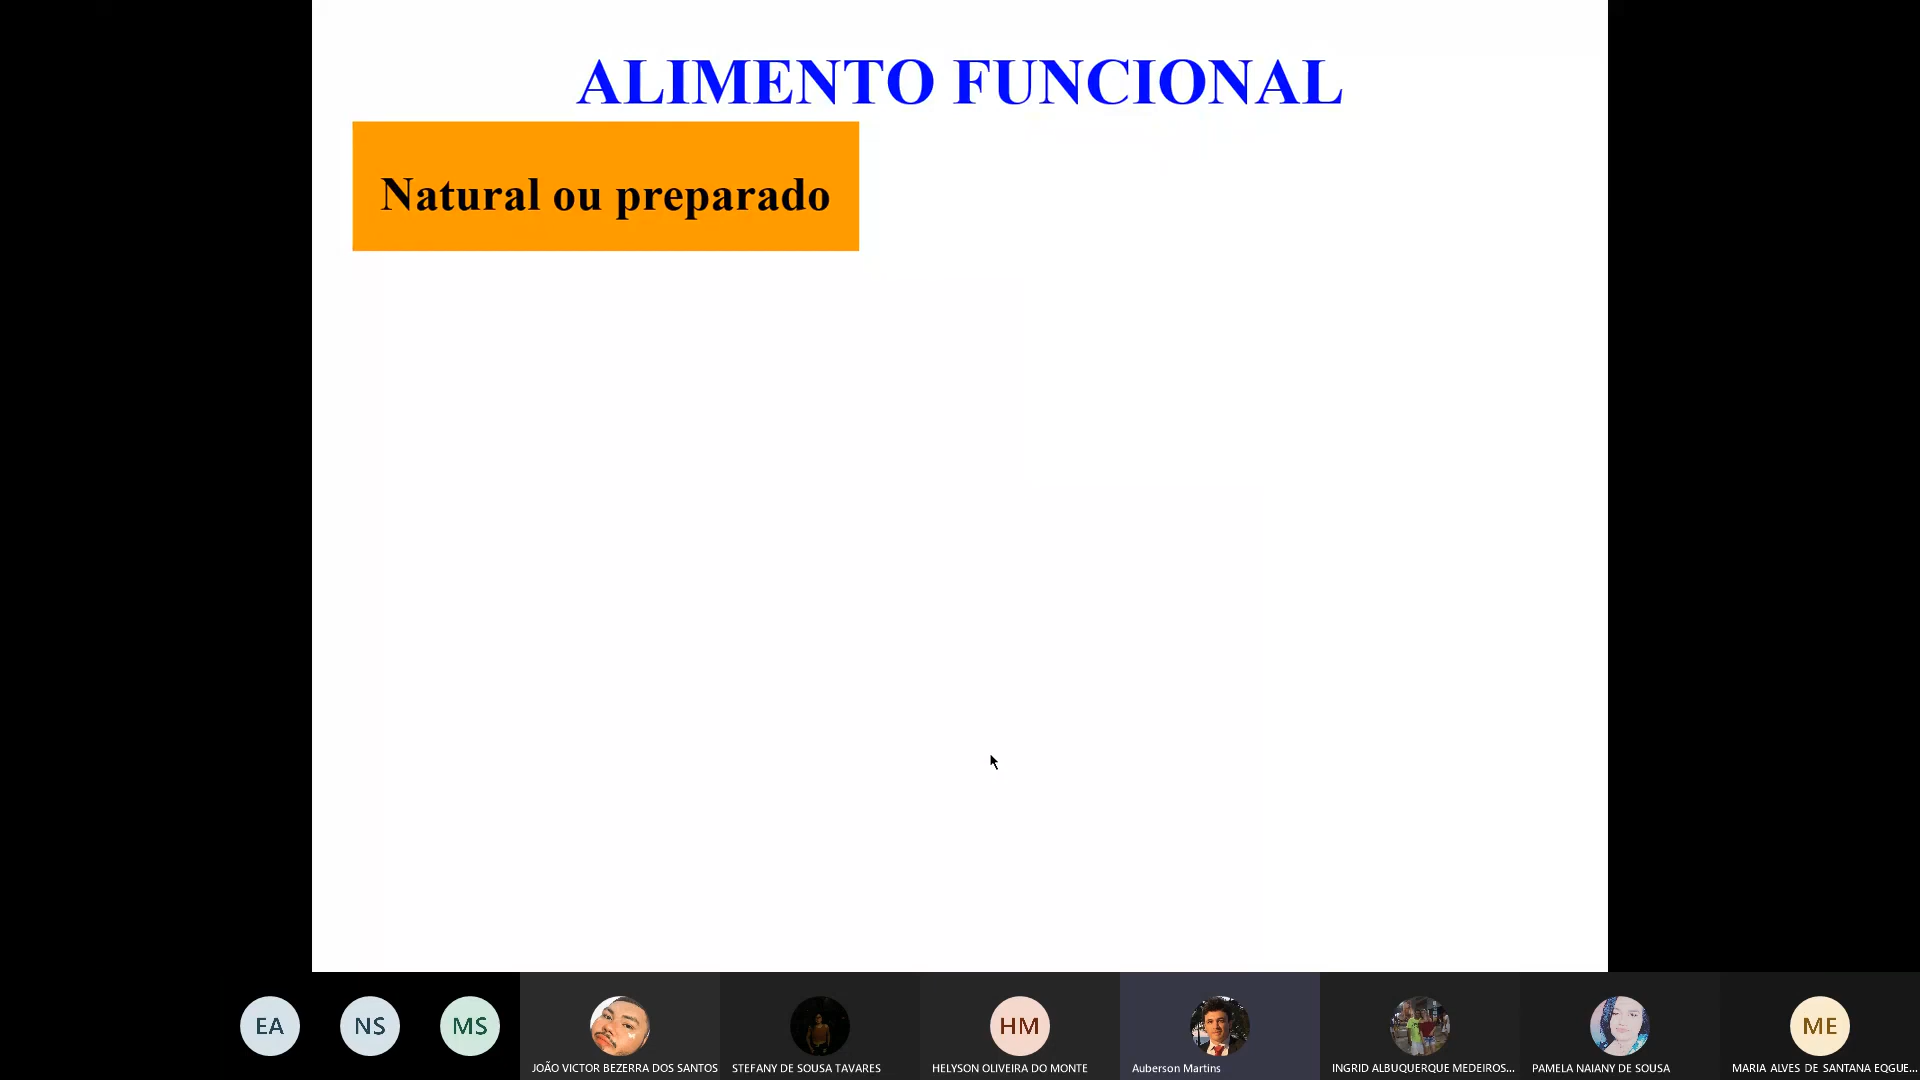 ALIMENTO FUNCIONAL
Natural ou preparado
EA
NS
MS
JOÃO VICTOR BEZERRA DOS SANTOS
STEFANY DE SOUSA TAVARES
HM
HELYSON OLIVEIRA DO MONTE
Auberson Martins
INGRID ALBUQUERQUE MEDEIROS...
PAMELA NAIANY DE SOUSA
ME
MARIA ALVES DE SANTANA EQGUE...